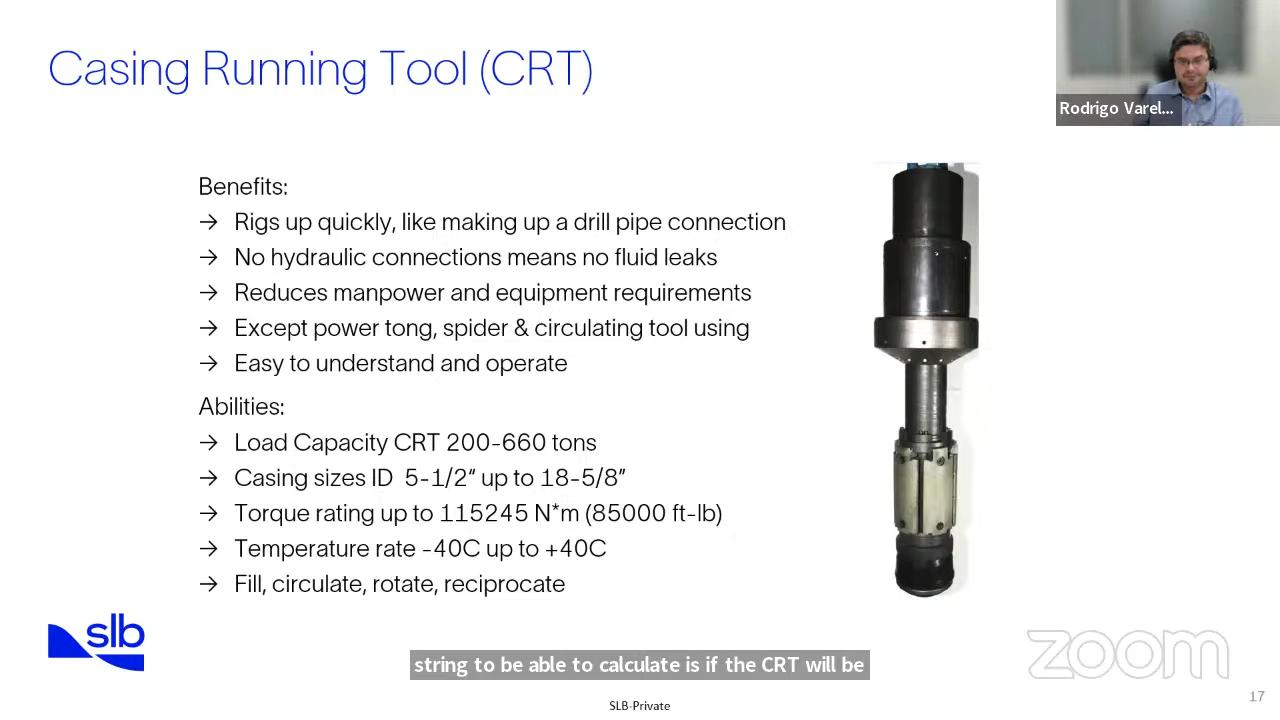 Casing Running Tool (CRT)
Rodrigo Varel...
Benefits:
→ Rigs up quickly, like making up a drill pipe connection
→ No hydraulic connections means no fluid leaks
→ Reduces manpower and equipment requirements
→ Except power tong, spider & circulating tool using
→ Easy to understand and operate
Abilities:
→ Load Capacity CRT 200-660 tons
→ Casing sizes ID 5-1/2“ up to 18-5/8”
→ Torque rating up to 115245 N*m (85000 ft-lb)
→ Temperature rate -40C up to +40C
→ Fill, circulate, rotate, reciprocate
slb
zoom
string to be able to calculate is if the CRT will be
17
SLB-Private